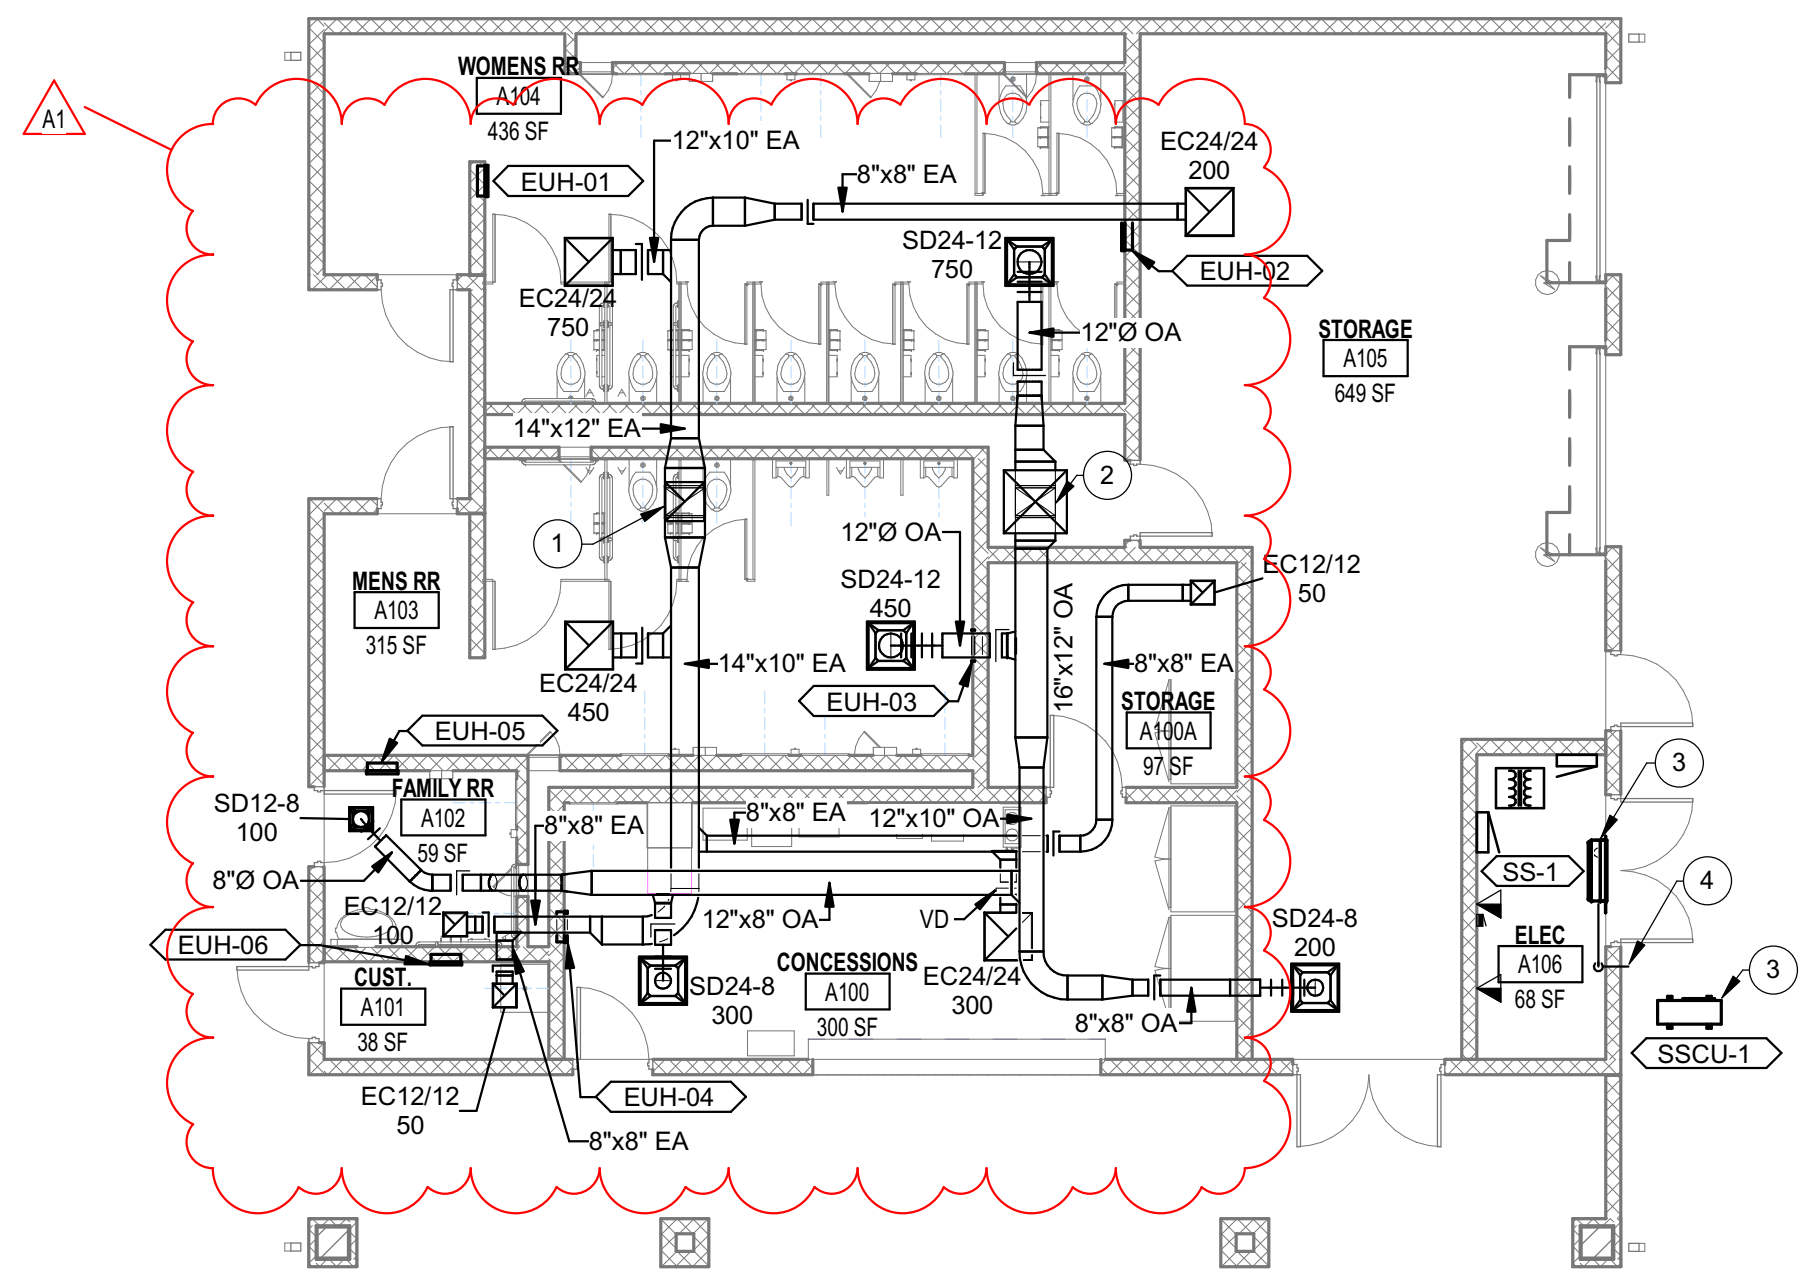 WOMENS RR
A104
436 SF
A1
12"x10" EA
EC24/24
200
EUH-01
8"x8" EA
SD24-12
750
EUH-02
EC24/24
750
12"Ø OA
STORAGE
A105
649 SF
14"x12" EA
2
1
12"Ø OA
EC12/12
50
SD24-12
450
MENS RR
A103
315 SF
16"x12" OA
14"x10" EA
8"x8" EA
EC24/24
450
EUH-03
STORAGE
A100A
97 SF
EUH-05
3
FAMILY RR
A102
59 SF
SD12-8
100
8"x8" EA
8"x8" EA
12"x10" OA
SS-1
4
8"Ø OA
EC12/12
100
12"x8" OA
VD
SD24-8
200
EUH-06
ELEC
A106
68 SF
CONCESSIONS
A100
300 SF
EC24/24
300
CUST.
A101
38 SF
SD24-8
300
3
8"x8" OA
SSCU-1
EC12/12
50
EUH-04
8"x8" EA